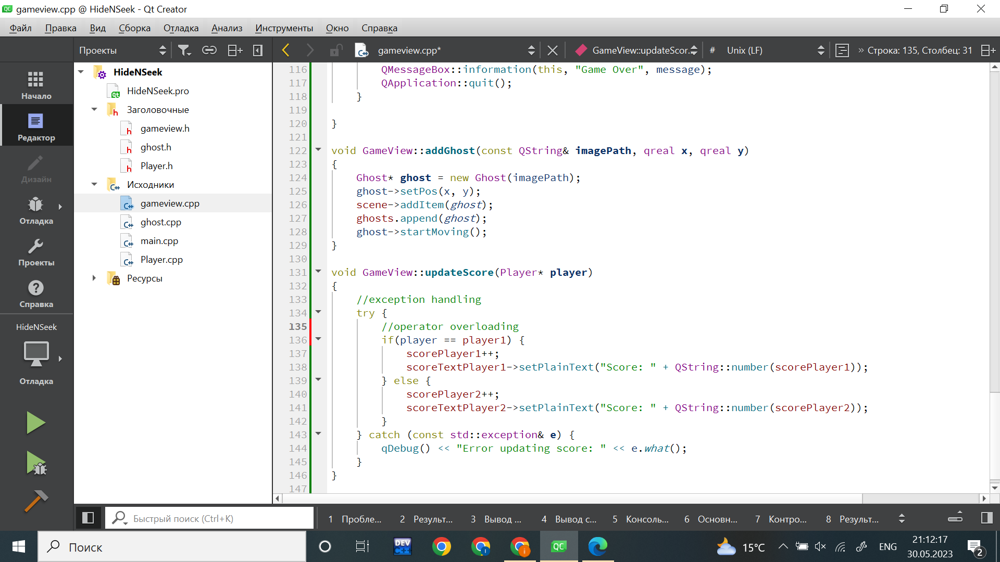 QC gameview.cpp @ HideNSeek - Qt Creator
Файл Правка Вид Сборка Отладка Анализ Инструменты Окно Справка
Проекты gameview.cpp* GameView::updateScor... # Unix (LF) » Строка: 135, Столбец: 31
Начало
Редактор
Дизайн
Отладка
Проекты
Справка
HideNSeek
Отладка
HideNSeek
HideNSeek.pro
Заголовочные
gameview.h
ghost.h
Player.h
Исходники
gameview.cpp
ghost.cpp
main.cpp
Player.cpp
Ресурсы
116 QMessageBox::information(this, "Game Over", message);
117 QApplication::quit();
118 }
119
120 }
121
122 void GameView::addGhost(const QString& imagePath, qreal x, qreal y)
123 {
124 Ghost* ghost = new Ghost(imagePath);
125 ghost->setPos(x, y);
126 scene->addItem(ghost);
127 ghosts.append(ghost);
128 ghost->startMoving();
129 }
130
131 void GameView::updateScore(Player* player)
132 {
133 //exception handling
134 try {
135 //operator overloading
136 if(player == player1) {
137 scorePlayer1++;
138 scoreTextPlayer1->setPlainText("Score: " + QString::number(scorePlayer1));
139 } else {
140 scorePlayer2++;
141 scoreTextPlayer2->setPlainText("Score: " + QString::number(scorePlayer2));
142 }
143 } catch (const std::exception& e) {
144 qDebug() << "Error updating score: " << e.what();
145 }
146 }
147
Быстрый поиск (Ctrl+K) 1 Пробле... 2 Результ... 3 Вывод ... 4 Вывод с... 5 Консоль... 6 Основн... 7 Контро... 8 Результ...
Поиск DEV C++ QC 15°C ENG 21:12:17
30.05.2023 2